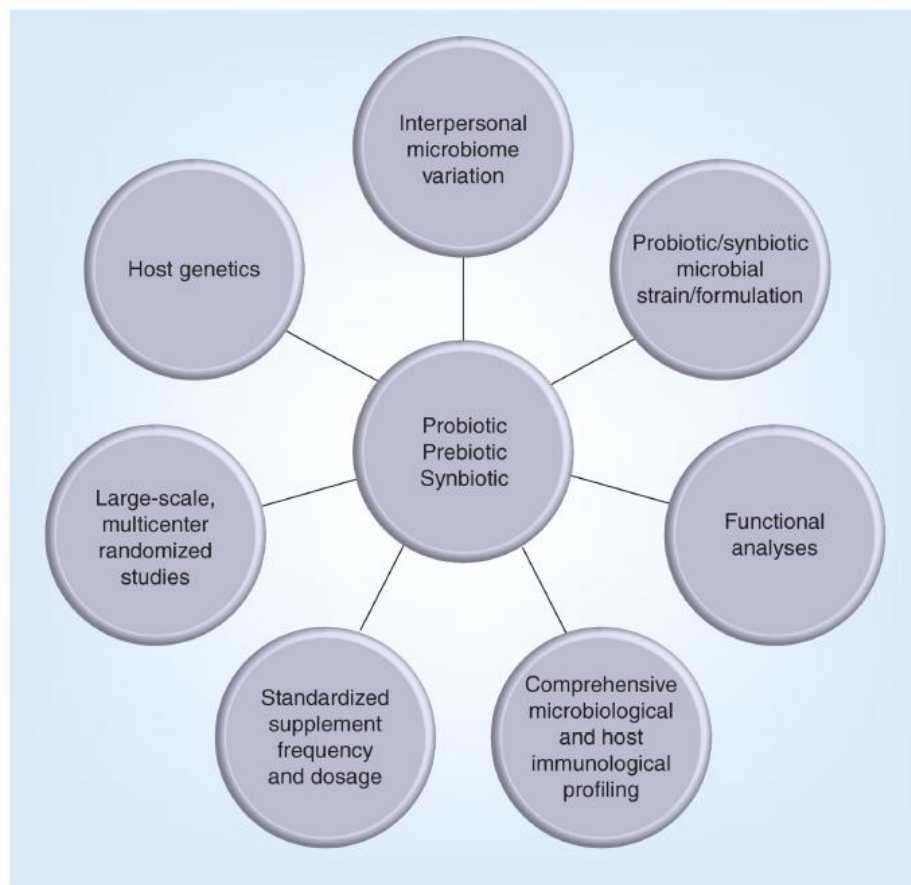 Interpersonal
microbiome
variation
Probiotic/synbiotic
microbial
strain/formulation
Host genetics
Probiotic
Prebiotic
Synbiotic
Large-scale,
multicenter
randomized
studies
Functional
analyses
Standardized
supplement
frequency
and dosage
Comprehensive
microbiological
and host
immunological
profiling